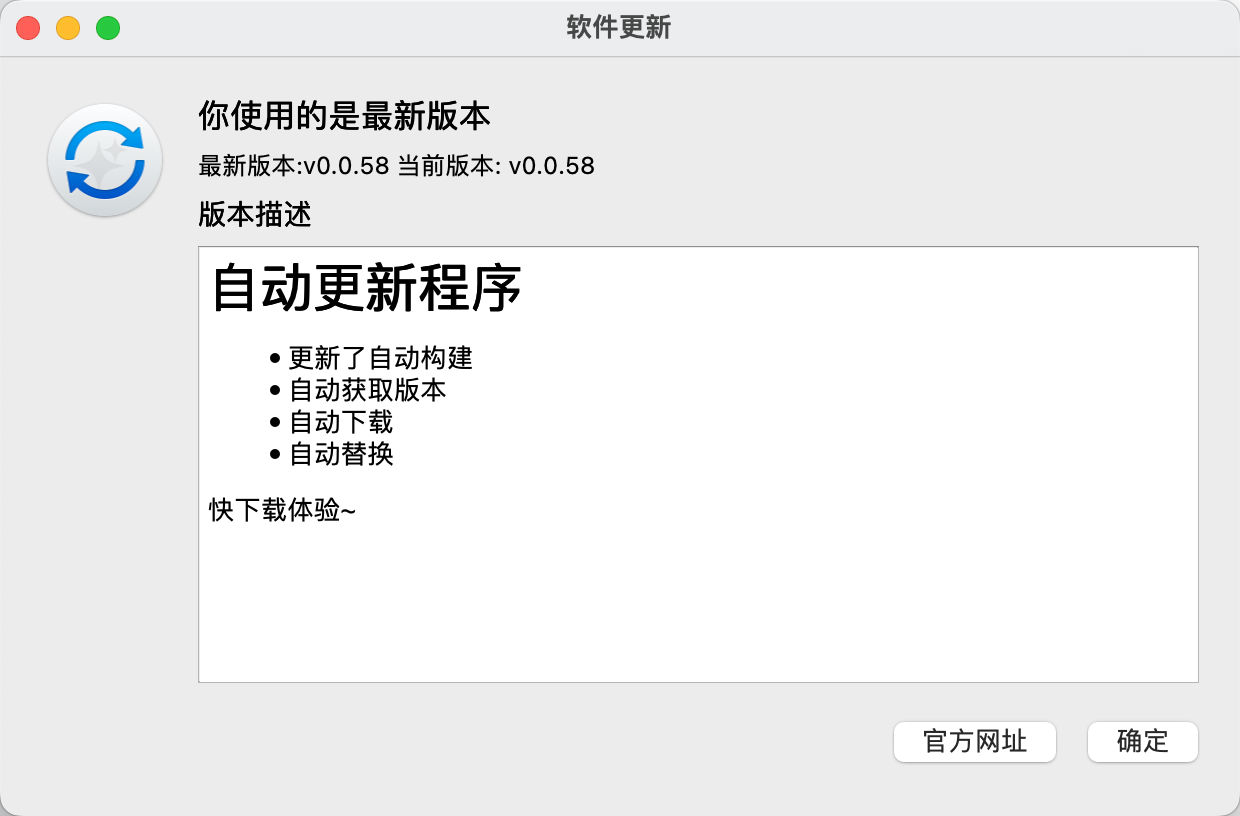 软件更新
你使用的是最新版本
最新版本:v0.0.58 当前版本: v0.0.58
版本描述
自动更新程序
• 更新了自动构建
• 自动获取版本
• 自动下载
• 自动替换
快下载体验~
官方网址 确定